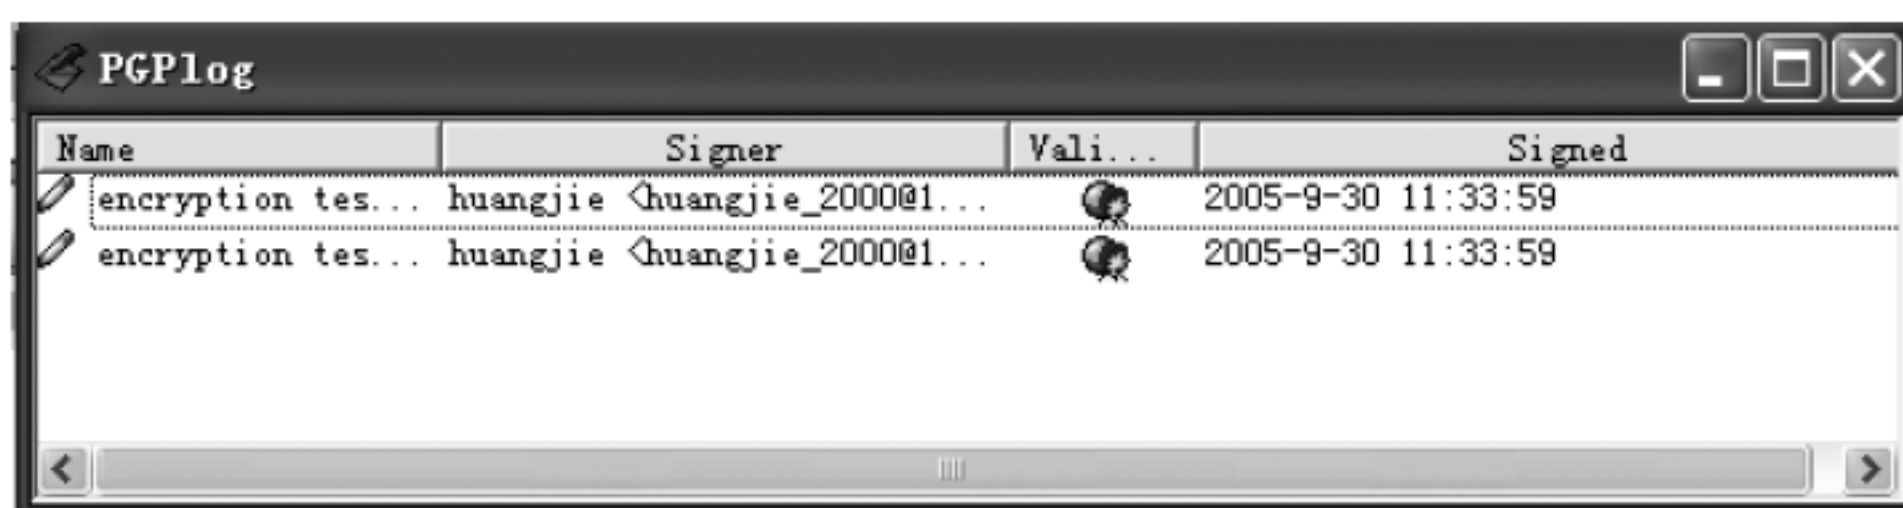 PGPlog
Name Signer Vali... Signed
encryption tes... huangjie <huangjie_2000@1... 2005-9-30 11:33:59
encryption tes... huangjie <huangjie_2000@1... 2005-9-30 11:33:59